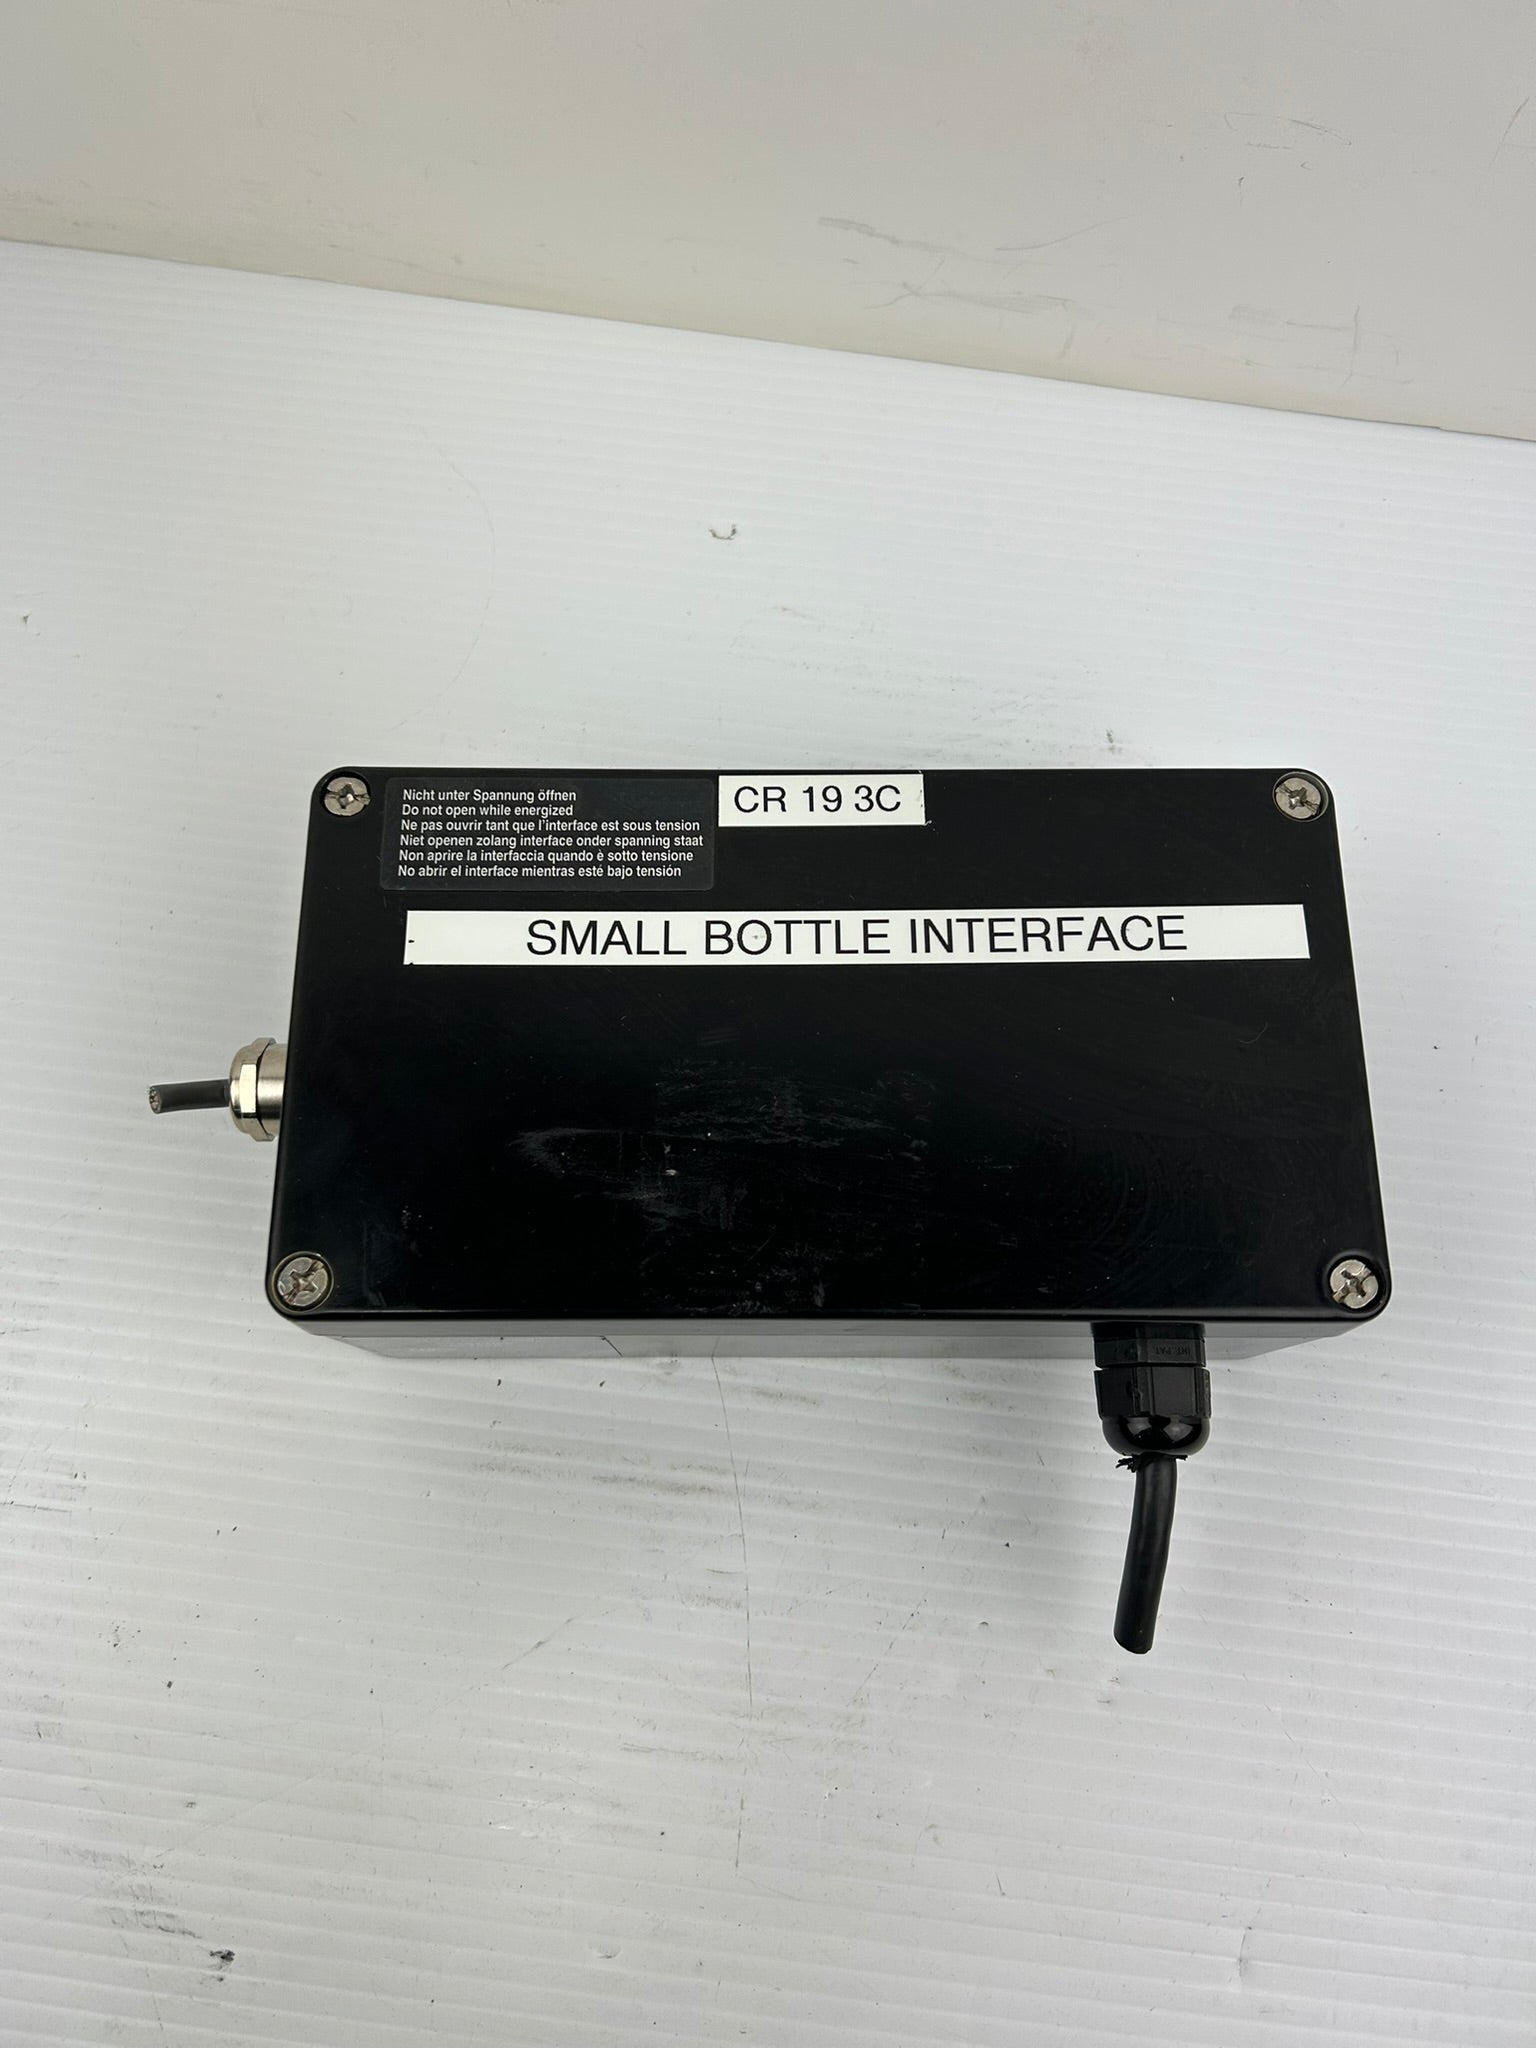 Nicht unter Spannung öffnen
Do not open while energized
Ne pas ouvrir tant que l'interface est sous tension
Niet openen zolang interface onder spanning staat
Non aprire la interfaccia quando è sotto tensione
No abrir el interface mientras esté bajo tensión
CR 19 3C
SMALL BOTTLE INTERFACE
INT. PAT.